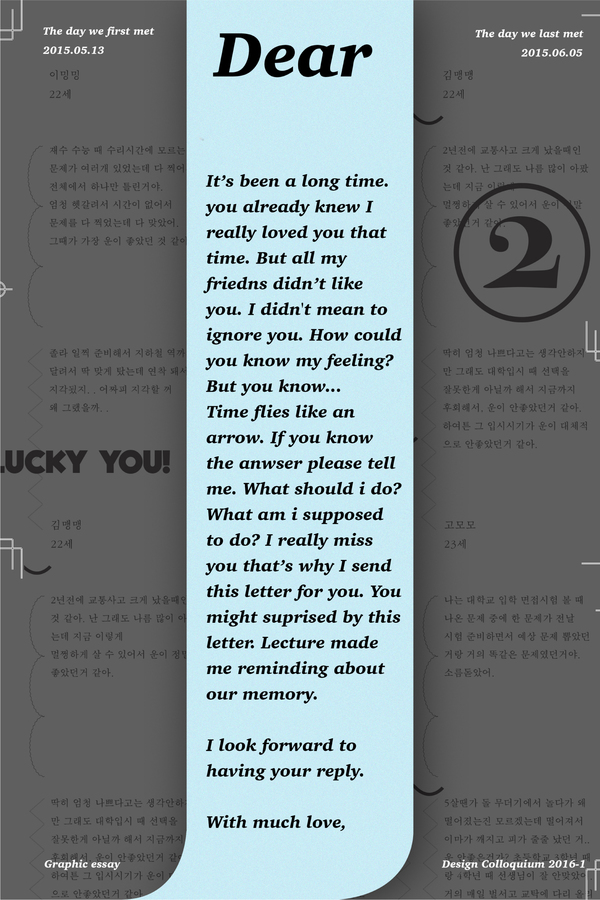 The day we first met
2015.05.13
The day we last met
2015.06.05
Dear
It's been a long time.
you already knew I
really loved you that
time. But all my
friedns didn't like
you. I didn't mean to
ignore you. How could
you know my feeling?
But you know...
Time flies like an
arrow. If you know
the anwser please tell
me. What should i do?
What am i supposed
to do? I really miss
you that's why I send
this letter for you. You
might suprised by this
letter. Lecture made
me reminding about
our memory.
I look forward to
having your reply.
With much love,
이밍밍
22세
재수 수능 때 수리시간에 모르는
문제가 여러개 있었는데 다 찍어
전체에서 하나만 틀린거야.
엄청 헷갈려서 시간이 없어서
문제를 다 찍었는데 다 맞았어.
그때가 가장 운이 좋았던 것 같아
졸라 일찍 준비해서 지하철 역까
달려서 딱 맞게 탔는데 연착 돼서
지각됐지. . 어짜피 지각할 꺼
왜 그랬을까. .
LUCKY YOU!
김맹맹
22세
2년전에 교통사고 크게 났을때인
것 같아. 난 그래도 나름 많이 아
는데 지금 이렇게
멀쩡하게 살 수 있어서 운이 정말
좋았던거 같아.
딱히 엄청 나쁘다고는 생각안하
만 그래도 대학입시 때 선택을
잘못한게 아닐까 해서 지금까지
후회해서. 운이 안좋았던거 같아.
하여튼 그 입시시기가 운이 대체
으로 안좋았던거 같아.
김맹맹
22세
2년전에 교통사고 크게 났을때인
것 같아. 난 그래도 나름 많이 아팠
는데 지금 이렇게
멀쩡하게 살 수 있어서 운이 정말
좋았던거 같아.
2
딱히 엄청 나쁘다고는 생각안하지
만 그래도 대학입시 때 선택을
잘못한게 아닐까 해서 지금까지
후회해서. 운이 안좋았던거 같아.
하여튼 그 입시시기가 운이 대체적
으로 안좋았던거 같아.
고모모
23세
나는 대학교 입학 면접시험 볼 때
나온 문제 중에 한 문제가 전날
시험 준비하면서 예상 문제 뽑았던
거랑 거의 똑같은 문제였던거야.
소름돋았어.
5살땐가 돌 무더기에서 놀다가 왜
떨어졌는진 모르겠는데 떨어져서
이마가 깨지고 피가 줄줄 났던 거..
Graphic essay
Design Colloquium 2016-1